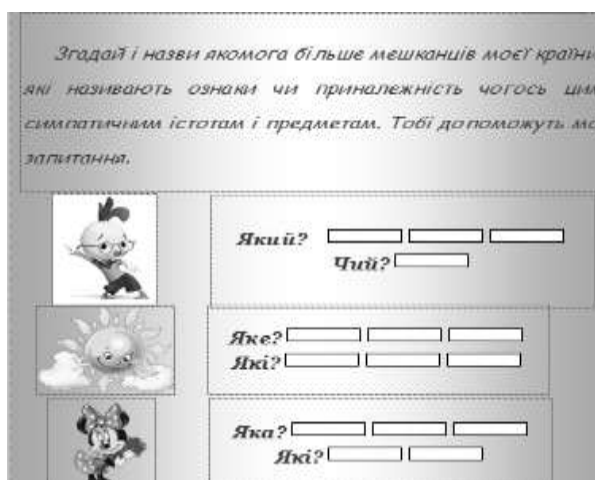 Згадай і назви якомога більше мешканців моєї країни
які називають ознаки чи приналежність чогось цим
симпатичним істотам і предметам. Тобі допоможуть мо
запитання.
Який?
Чий?
Яке?
Які?
Яка?
Які?